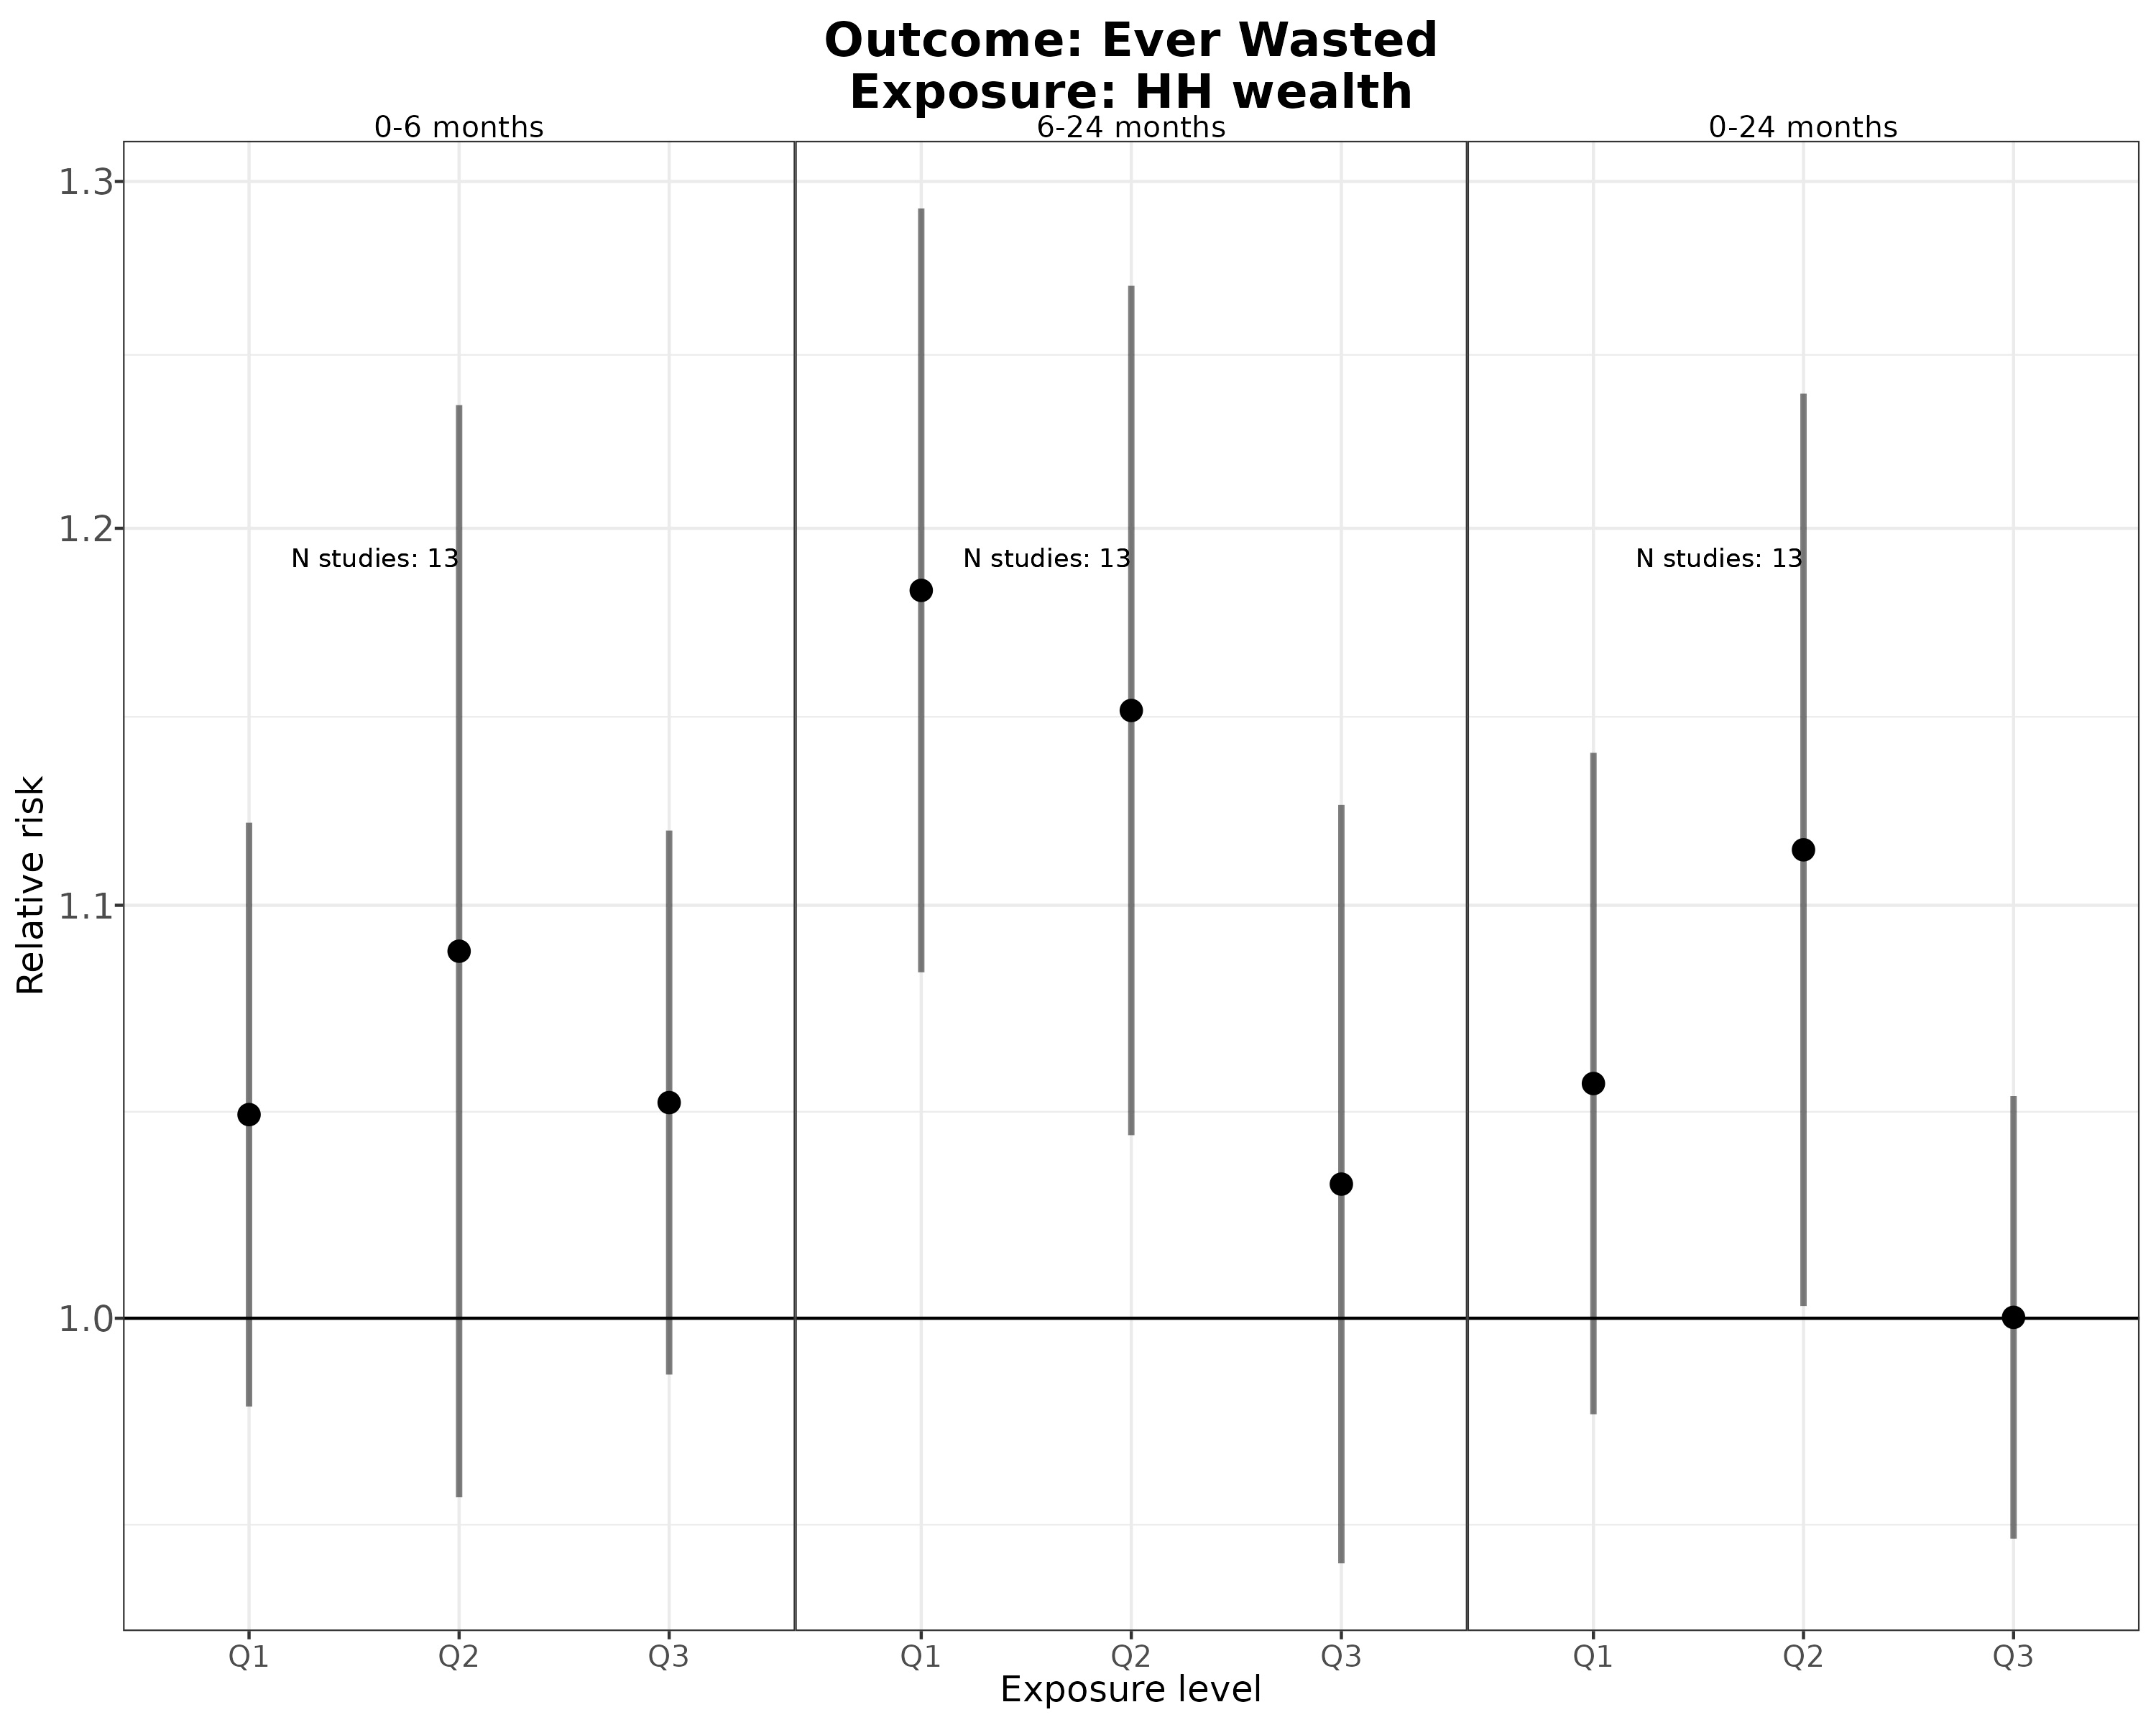 Outcome: Ever Wasted
Exposure: HH wealth
0-6 months
6-24 months
0-24 months
1.3
1.2
N studies: 13
N studies: 13
N studies: 13
Relative risk
1.1
1.0
Q1
Q2
Q3
Q1
Q2
Q3
Q1
Q2
Q3
Exposure level